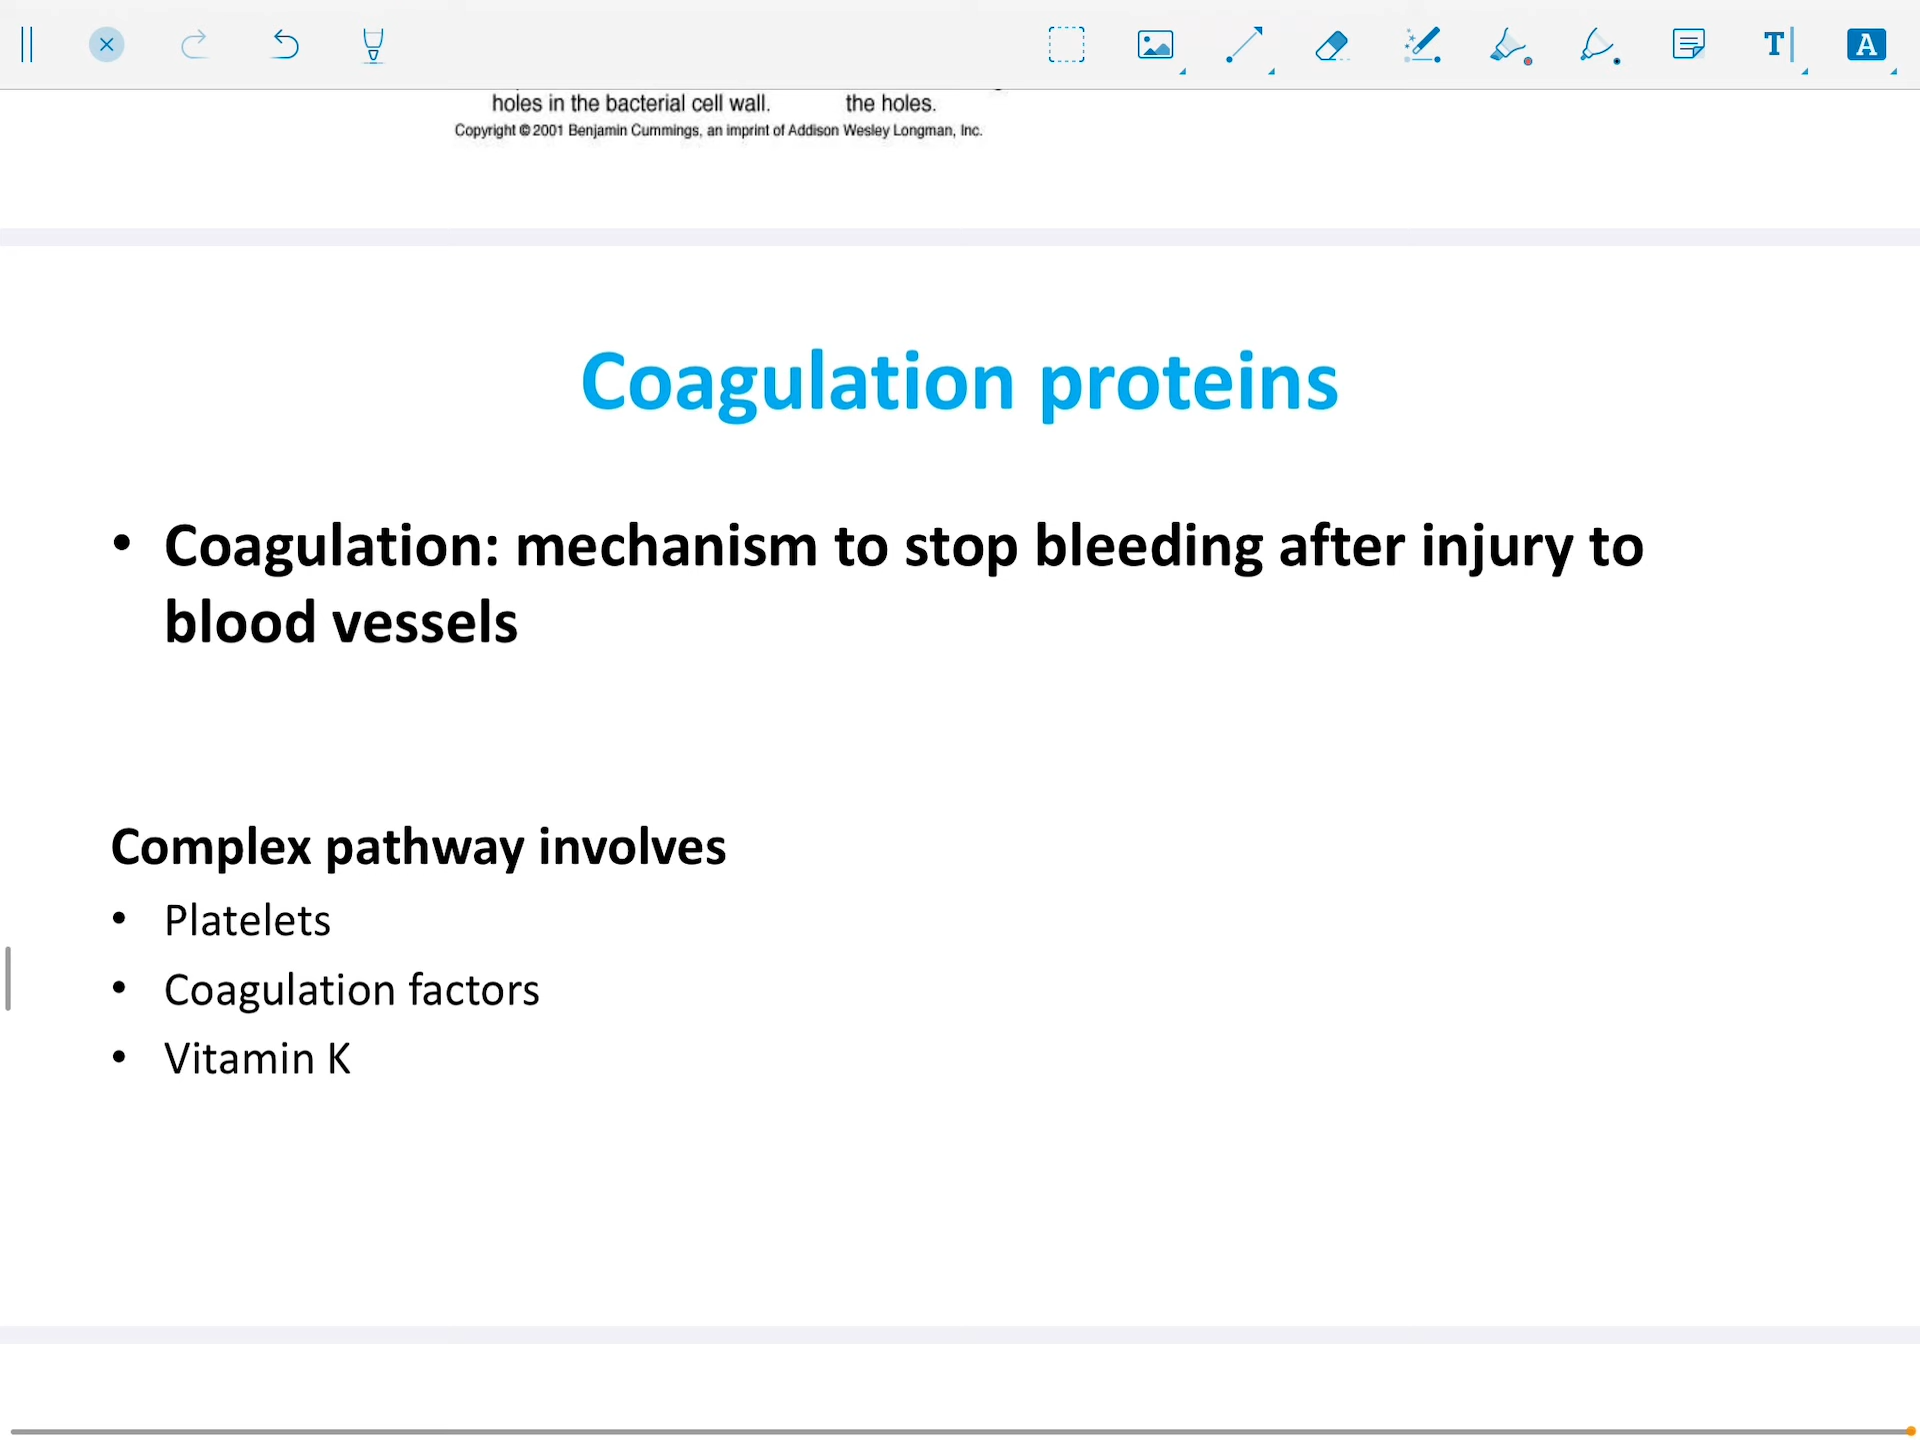 holes in the bacterial cell wall. the holes.
Copyright © 2001 Benjamin Cummings, an imprint of Addison Wesley Longman, Inc.
Coagulation proteins
• Coagulation: mechanism to stop bleeding after injury to
blood vessels
Complex pathway involves
• Platelets
• Coagulation factors
• Vitamin K